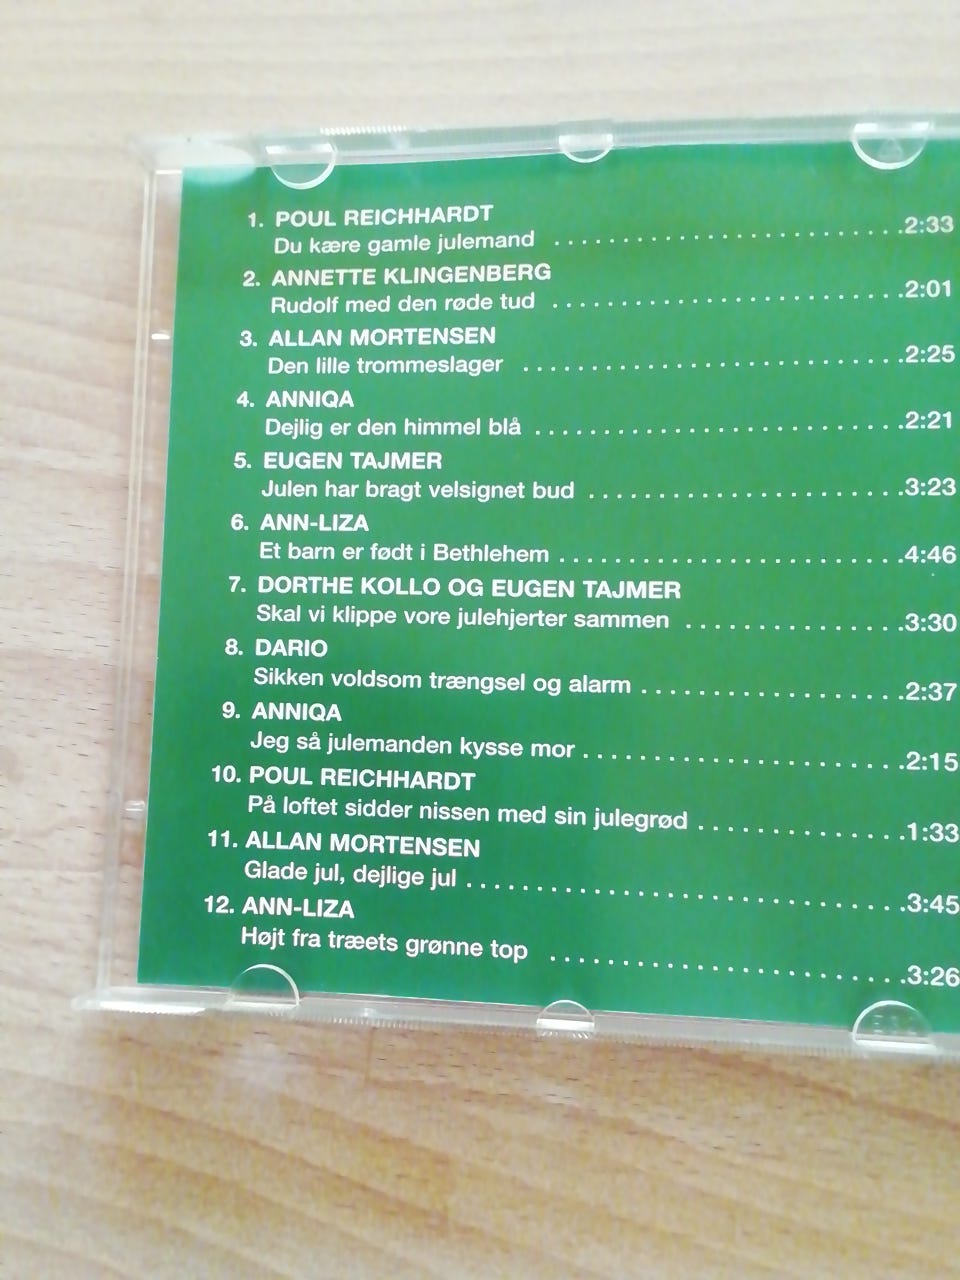 1. POUL REICHHARDT
Du kære gamle julemand ..............................2:33
2. ANNETTE KLINGENBERG
Rudolf med den røde tud ..............................2:01
3. ALLAN MORTENSEN
Den lille trommeslager ..............................2:25
4. ANNIQA
Dejlig er den himmel blå ..............................2:21
5. EUGEN TAJMER
Julen har bragt velsignet bud ..........................3:23
6. ANN-LIZA
Et barn er født i Bethlehem ............................4:46
7. DORTHE KOLLO OG EUGEN TAJMER
Skal vi klippe vore julehjerter sammen ..................3:30
8. DARIO
Sikken voldsom trængsel og alarm .....................2:37
9. ANNIQA
Jeg så julemanden kysse mor .........................2:15
10. POUL REICHHARDT
På loftet sidder nissen med sin julegrød ................1:33
11. ALLAN MORTENSEN
Glade jul, dejlige jul ..................................3:45
12. ANN-LIZA
Højt fra træets grønne top ............................3:26